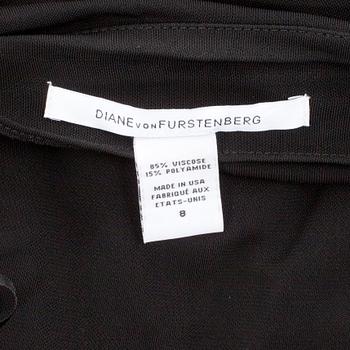 DIANE VON FURSTENBERG
85% VISCOSE
15% POLYAMIDE
MADE IN USA
FABRIQUÉ AUX
ETATS-UNIS
8